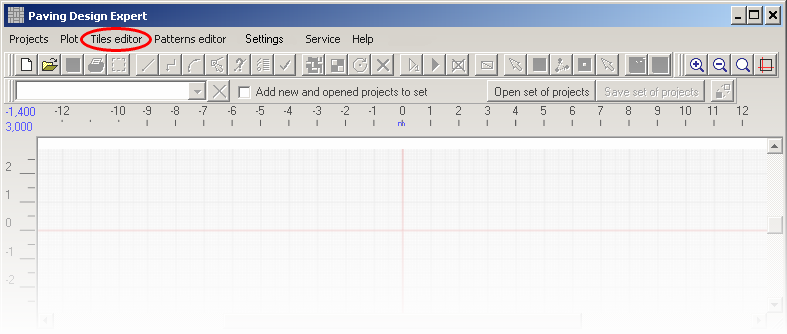 Paving Design Expert
Projects Plot Tiles editor Patterns editor Settings Service Help
Add new and opened projects to set Open set of projects Save set of projects
-1,400 -12 -10 -9 -8 -7 -6 -5 -4 -3 -2 -1 0 1 2 3 4 5 6 7 8 9 10 11 12
3,000
2
1
0
-1
-2